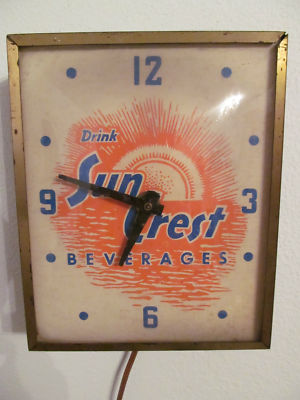 12
Drink
Sun
9 3
Crest
BEVERAGES
6